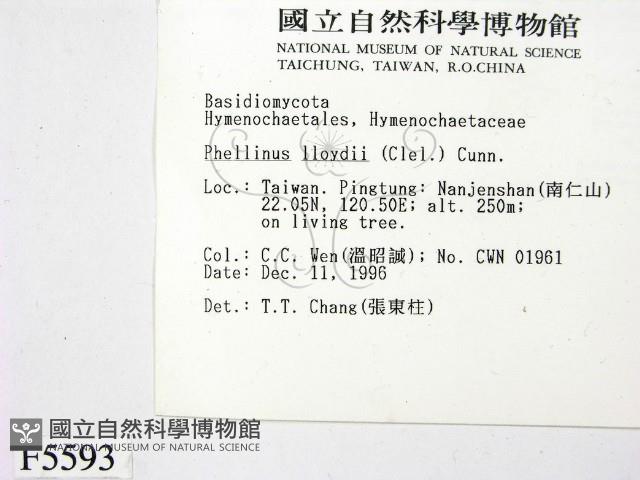 國立自然科學博物館
NATIONAL MUSEUM OF NATURAL SCIENCE
TAICHUNG, TAIWAN, R.O.CHINA
Basidiomycota
Hymenochaetales, Hymenochaetaceae
Phellinus lloydii (Clel.) Cunn.
Loc.: Taiwan. Pingtung: Nanjenshan(南仁山)
22.05N, 120.50E; alt. 250m;
on living tree.
Col.: C.C. Wen(溫昭誠); No. CWN 01961
Date: Dec. 11, 1996
Det.: T.T. Chang(張東柱)
國立自然科學博物館
NATIONAL MUSEUM OF NATURAL SCIENCE
F5593